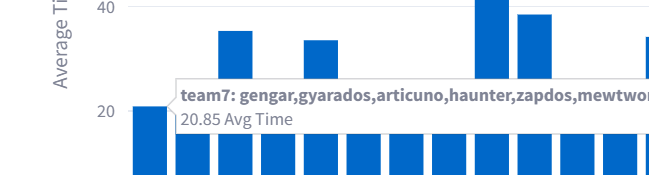 40
Average Ti
team7: gengar,gyarados,articuno,haunter,zapdos,mewtwo
20
20.85 Avg Time